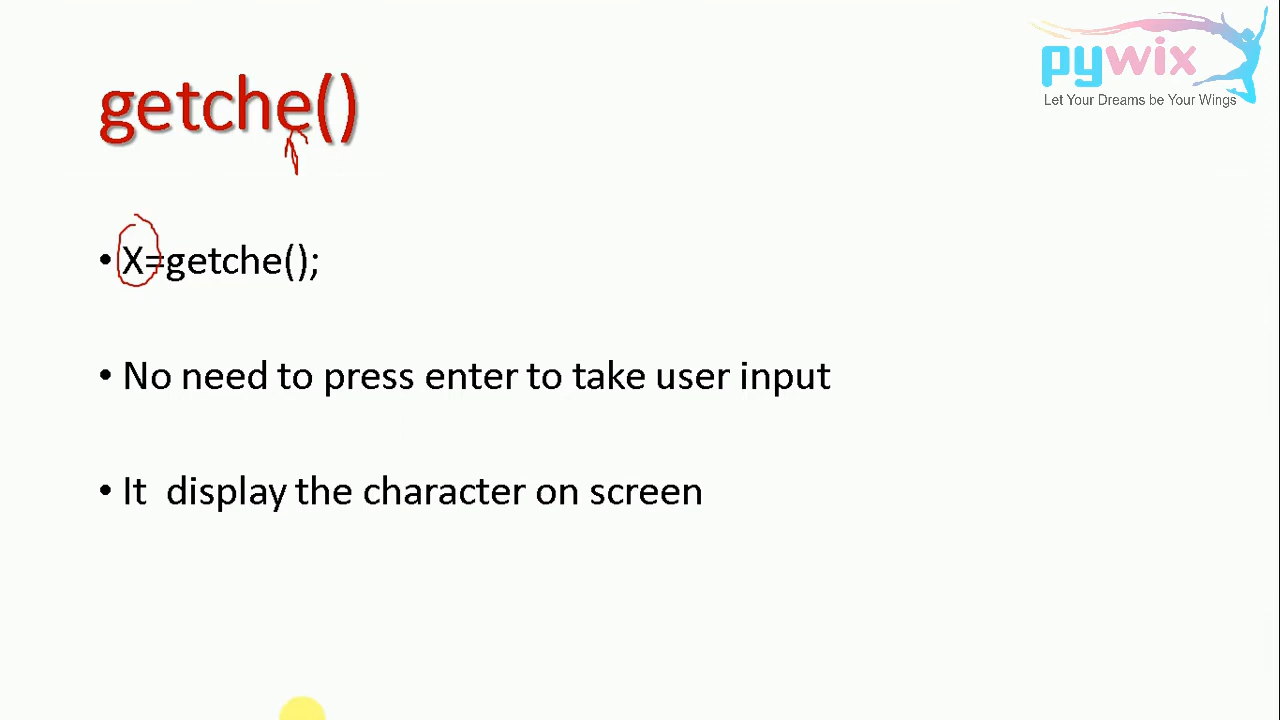 pywix
Let Your Dreams be Your Wings
getche()
• X=getche();
• No need to press enter to take user input
• It display the character on screen